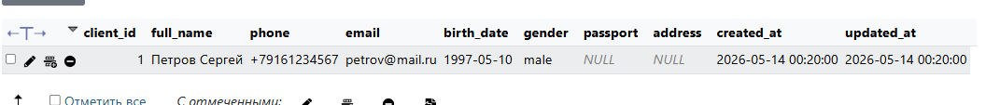 ←T→ client_id full_name phone email birth_date gender passport address created_at updated_at
1 Петров Сергей +79161234567 petrov@mail.ru 1997-05-10 male NULL NULL 2026-05-14 00:20:00 2026-05-14 00:20:00
Отметить все С отмеченными: